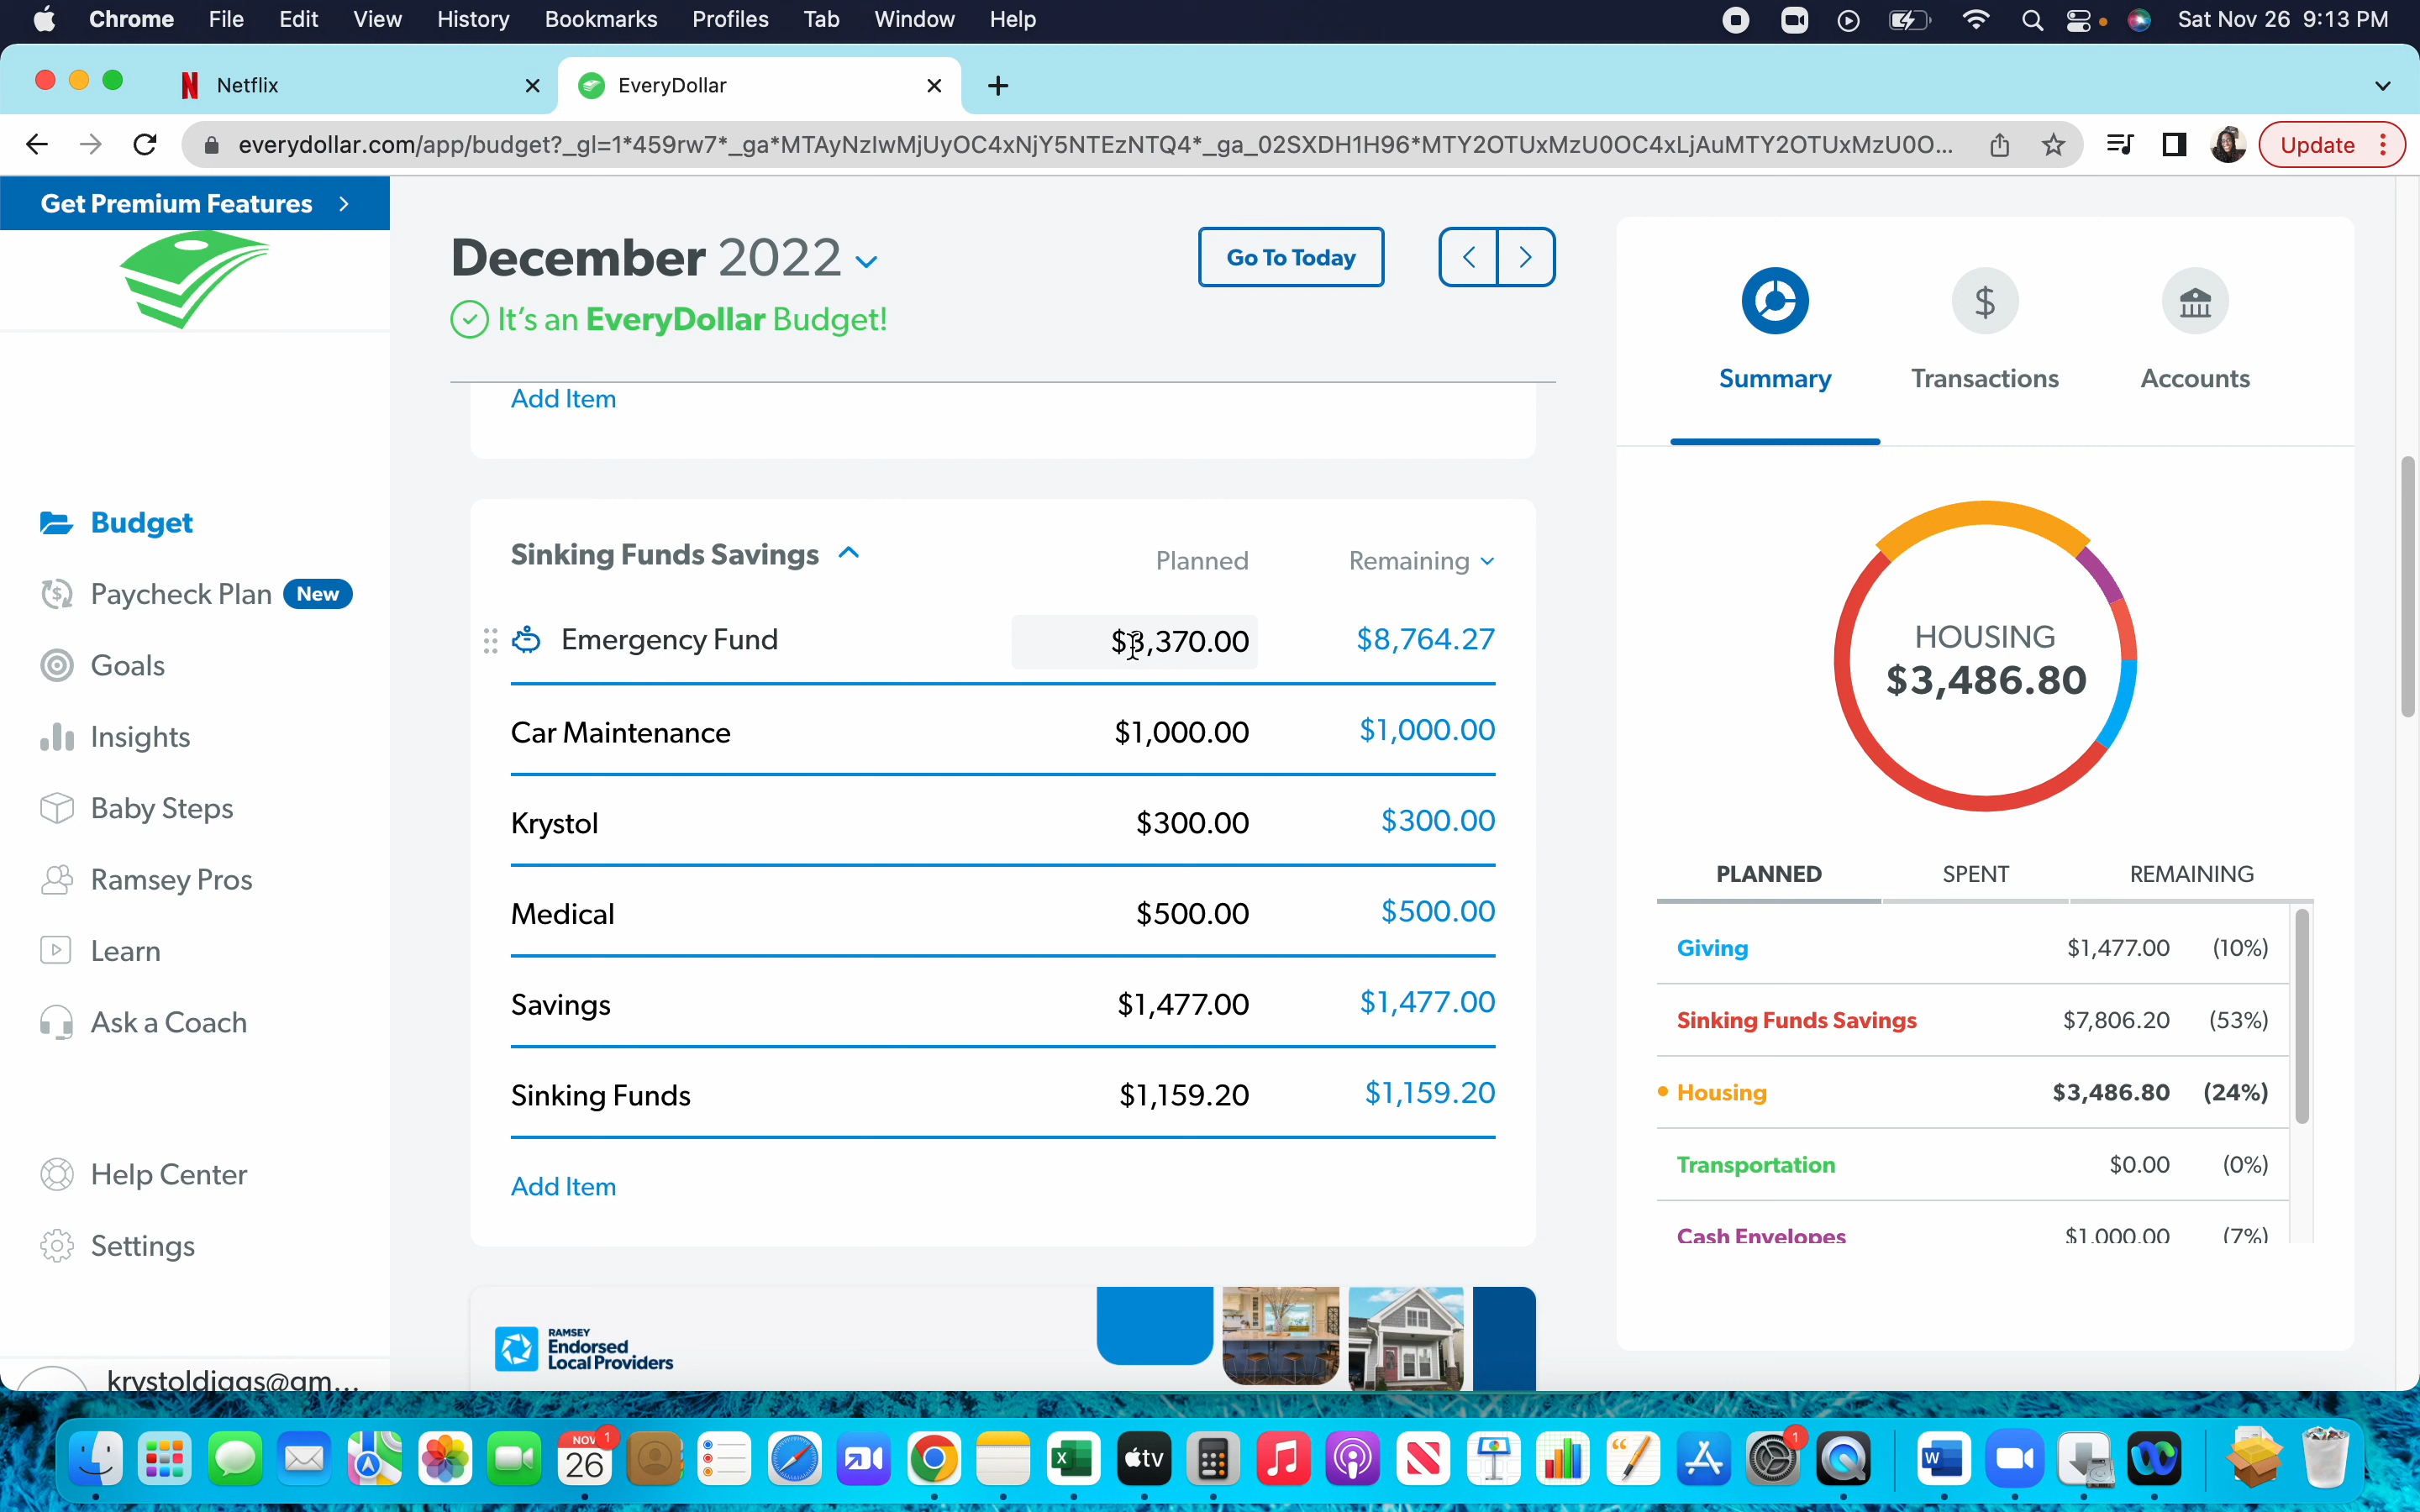 Chrome File Edit View History Bookmarks Profiles Tab Window Help Sat Nov 26 9:13 PM
Netflix EveryDollar
everydollar.com/app/budget?_gl=1*459rw7*_ga*MTAyNzIwMjUyOC4xNjY5NTEzNTQ4*_ga_02SXDH1H96*MTY2OTUxMzU0OC4xLjAuMTY2OTUxMzU0O... Update
Get Premium Features
Budget
Paycheck Plan New
Goals
Insights
Baby Steps
Ramsey Pros
Learn
Ask a Coach
Help Center
Settings
krystoldiggs@gm...
December 2022
Go To Today
It's an EveryDollar Budget!
Add Item
Sinking Funds Savings Planned Remaining
Emergency Fund $3,370.00 $8,764.27
Car Maintenance $1,000.00 $1,000.00
Krystol $300.00 $300.00
Medical $500.00 $500.00
Savings $1,477.00 $1,477.00
Sinking Funds $1,159.20 $1,159.20
Add Item
RAMSEY
Endorsed
Local Providers
Summary Transactions Accounts
HOUSING
$3,486.80
PLANNED SPENT REMAINING
Giving $1,477.00 (10%)
Sinking Funds Savings $7,806.20 (53%)
Housing $3,486.80 (24%)
Transportation $0.00 (0%)
Cash Envelopes $1,000.00 (7%)
NOV 1
26
tv
1
W